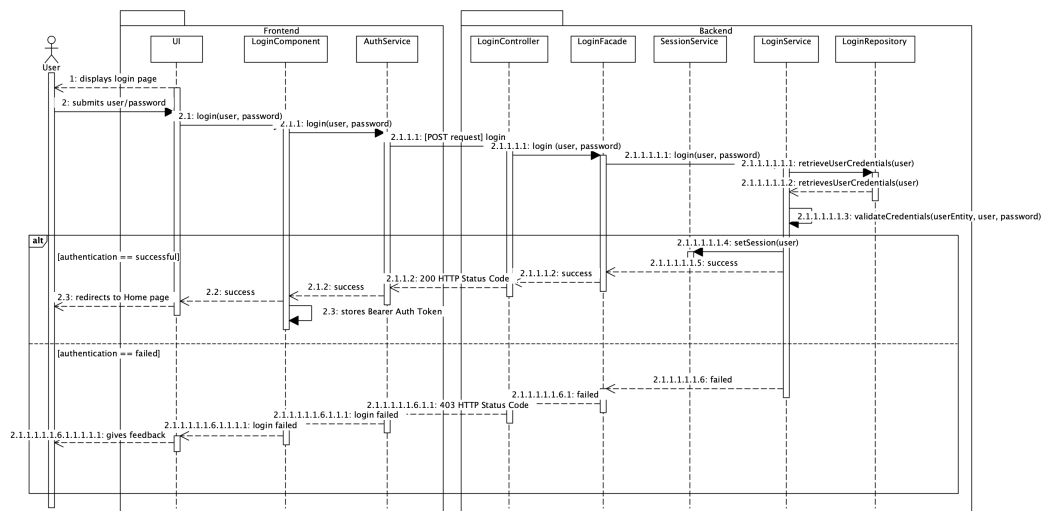 Frontend
Backend
User
UI
LoginComponent
AuthService
LoginController
LoginFacade
SessionService
LoginService
LoginRepository
1: displays login page
2: submits user/password
2.1: login(user, password)
2.1.1: login(user, password)
2.1.1.1: [POST request] login
2.1.1.1.1: login (user, password)
2.1.1.1.1.1: login(user, password)
2.1.1.1.1.1.1: retrieveUserCredentials(user)
2.1.1.1.1.1.2: retrievesUserCredentials(user)
2.1.1.1.1.1.3: validateCredentials(userEntity, user, password)
alt
[authentication == successful]
2.1.1.1.1.1.4: setSession(user)
2.1.1.1.1.1.5: success
2.1.1.1.2: success
2.1.1.2: 200 HTTP Status Code
2.1.2: success
2.2: success
2.3: redirects to Home page
2.3: stores Bearer Auth Token
[authentication == failed]
2.1.1.1.1.1.6: failed
2.1.1.1.1.1.6.1: failed
2.1.1.1.1.1.6.1.1: 403 HTTP Status Code
2.1.1.1.1.1.6.1.1.1: login failed
2.1.1.1.1.1.6.1.1.1.1: login failed
2.1.1.1.1.1.6.1.1.1.1.1: gives feedback